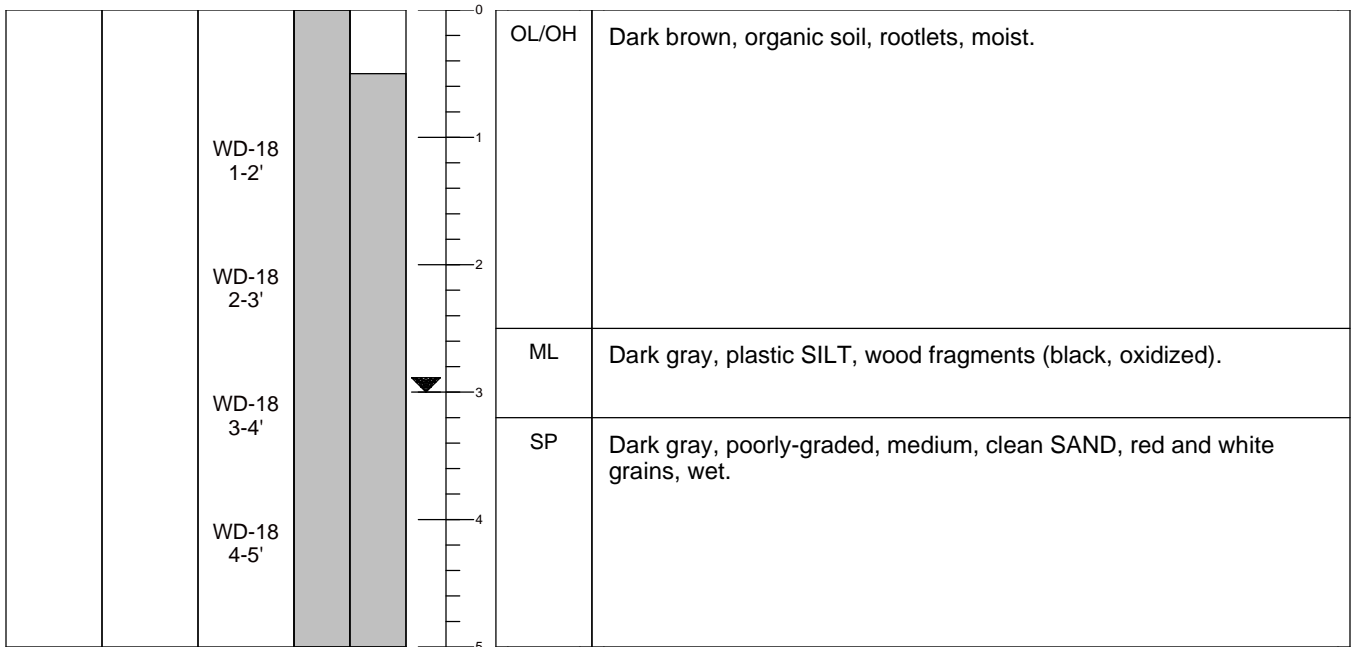 WD-18
1-2'
WD-18
2-3'
WD-18
3-4'
WD-18
4-5'
0
1
2
3
4
5
OL/OH
Dark brown, organic soil, rootlets, moist.
ML
Dark gray, plastic SILT, wood fragments (black, oxidized).
SP
Dark gray, poorly-graded, medium, clean SAND, red and white
grains, wet.